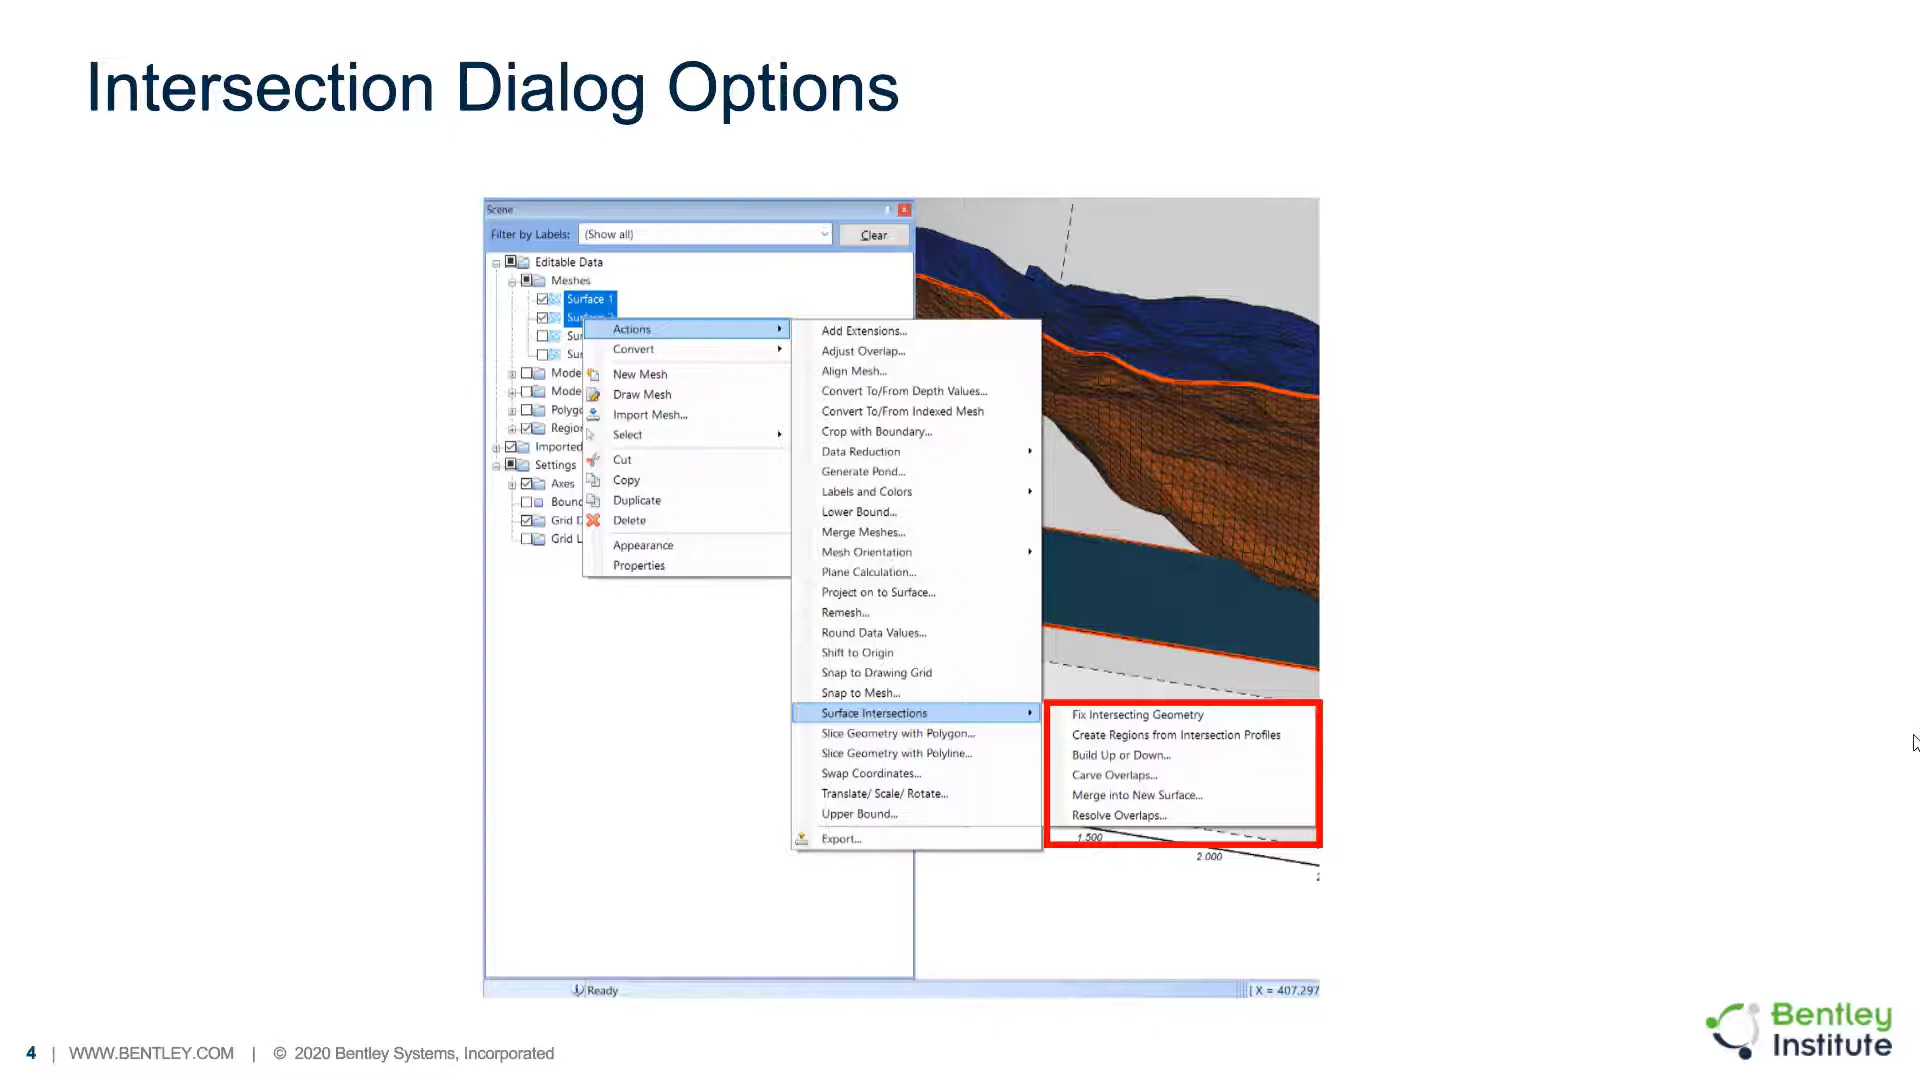 Intersection Dialog Options
Scene
Filter by Labels: (Show all) Clear
Editable Data
Meshes
Surface 1
Mode
Mode
Polyg
Region
Imported
Settings
Axes
Bound
Grid
Grid L
Actions
Convert
New Mesh
Draw Mesh
Import Mesh...
Select
Cut
Copy
Duplicate
Delete
Appearance
Properties
Add Extensions...
Adjust Overlap...
Align Mesh...
Convert To/From Depth Values...
Convert To/From Indexed Mesh
Crop with Boundary...
Data Reduction
Generate Pond...
Labels and Colors
Lower Bound...
Merge Meshes...
Mesh Orientation
Plane Calculation...
Project on to Surface...
Remesh...
Round Data Values...
Shift to Origin
Snap to Drawing Grid
Snap to Mesh...
Surface Intersections
Slice Geometry with Polygon...
Slice Geometry with Polyline...
Swap Coordinates...
Translate/ Scale/ Rotate...
Upper Bound...
Export...
Fix Intersecting Geometry
Create Regions from Intersection Profiles
Build Up or Down...
Carve Overlaps...
Merge into New Surface...
Resolve Overlaps...
1.500
2.000
Ready
X = 407.297
4 | WWW.BENTLEY.COM | © 2020 Bentley Systems, Incorporated
Bentley
Institute